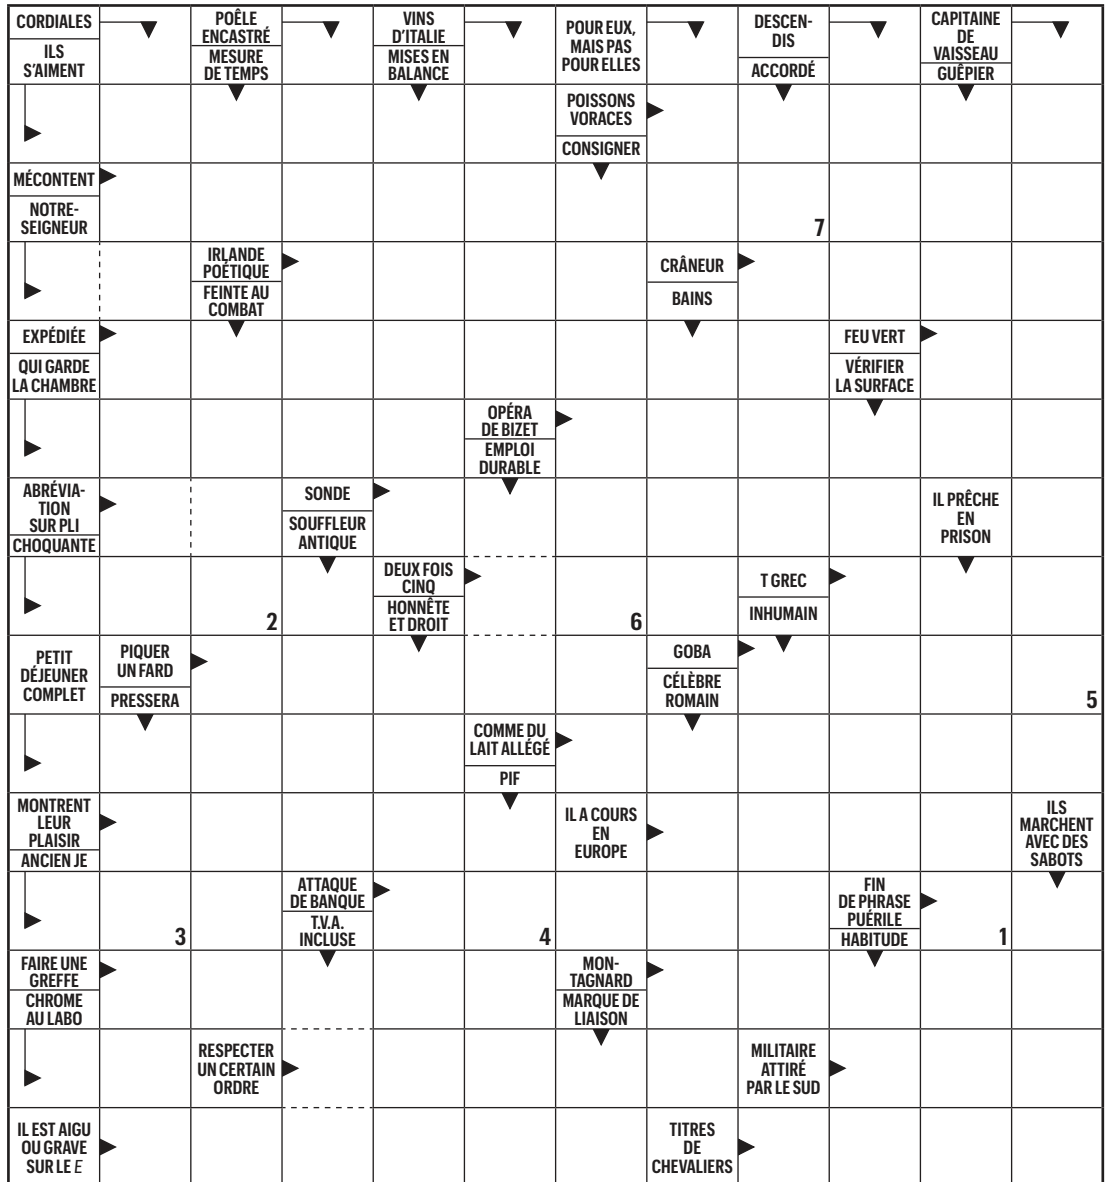 CORDIALES
ILS
S'AIMENT
POÊLE
ENCASTRÉ
MESURE
DE TEMPS
VINS
D'ITALIE
MISES EN
BALANCE
POUR EUX,
MAIS PAS
POUR ELLES
DESCEN-
DIS
ACCORDÉ
CAPITAINE
DE
VAISSEAU
GUÊPIER
POISSONS
VORACES
CONSIGNER
MÉCONTENT
NOTRE-
SEIGNEUR
7
IRLANDE
POÉTIQUE
FEINTE AU
COMBAT
CRÂNEUR
BAINS
EXPÉDIÉE
QUI GARDE
LA CHAMBRE
FEU VERT
VÉRIFIER
LA SURFACE
OPÉRA
DE BIZET
EMPLOI
DURABLE
ABRÉVIA-
TION
SUR PLI
CHOQUANTE
SONDE
SOUFFLEUR
ANTIQUE
IL PRÊCHE
EN
PRISON
2
DEUX FOIS
CINQ
HONNÊTE
ET DROIT
6
T GREC
INHUMAIN
PETIT
DÉJEUNER
COMPLET
PIQUER
UN FARD
PRESSERA
GOBA
CÉLÈBRE
ROMAIN
5
COMME DU
LAIT ALLÉGÉ
PIF
MONTRENT
LEUR
PLAISIR
ANCIEN JE
IL A COURS
EN
EUROPE
ILS
MARCHENT
AVEC DES
SABOTS
3
ATTAQUE
DE BANQUE
T.V.A.
INCLUSE
4
FIN
DE PHRASE
PUÉRILE
HABITUDE
1
FAIRE UNE
GREFFE
CHROME
AU LABO
MON-
TAGNARD
MARQUE DE
LIAISON
RESPECTER
UN CERTAIN
ORDRE
MILITAIRE
ATTIRÉ
PAR LE SUD
IL EST AIGU
OU GRAVE
SUR LE E
TITRES
DE
CHEVALIERS